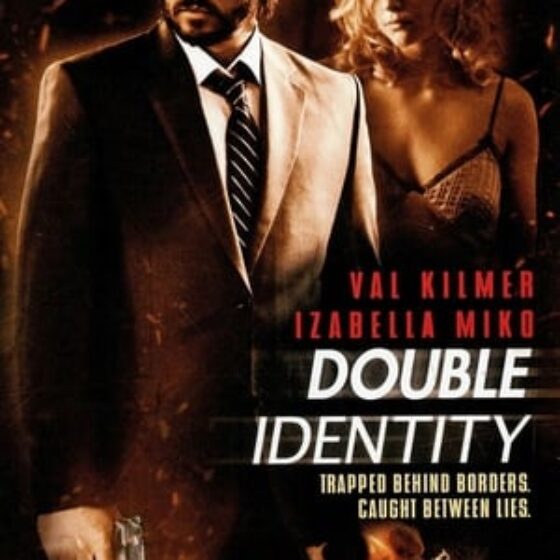 VAL KILMER
IZABELLA MIKO
DOUBLE
IDENTITY
TRAPPED BEHIND BORDERS.
CAUGHT BETWEEN LIES.